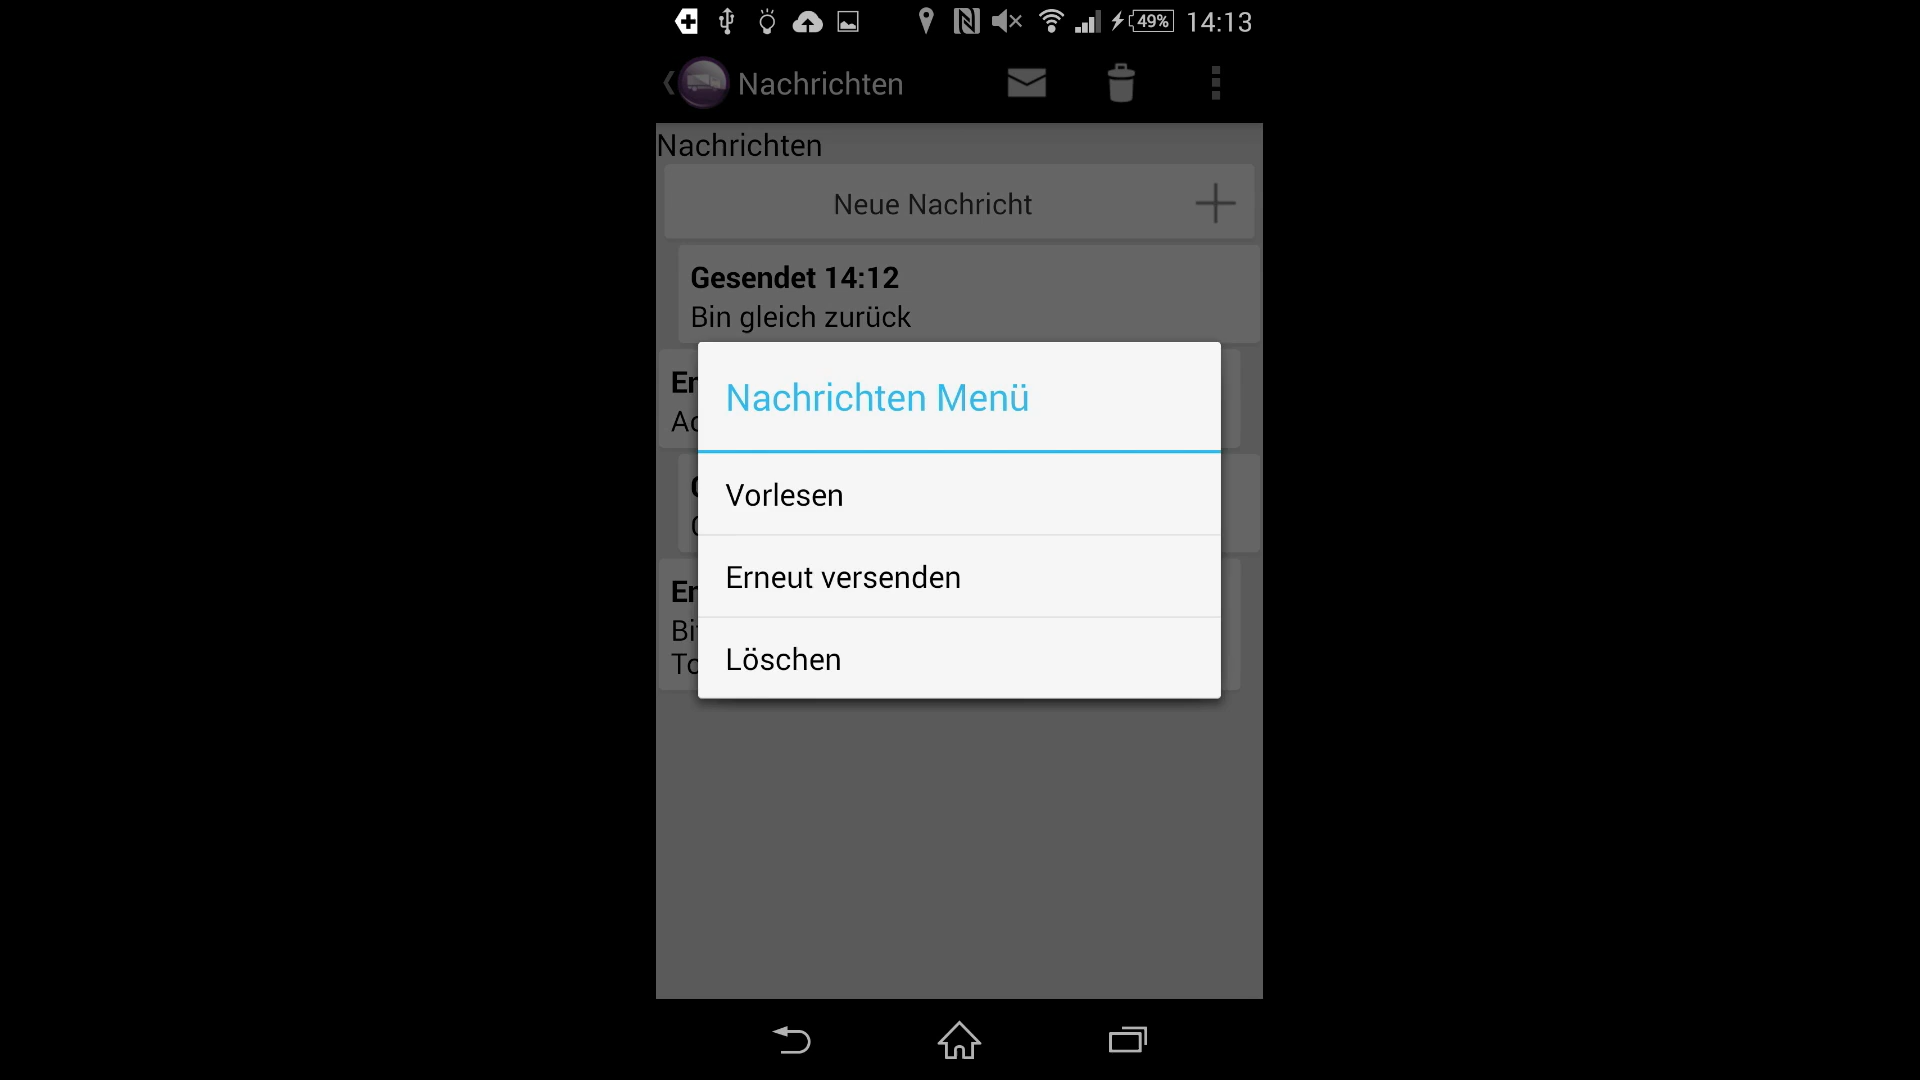 49% 14:13
Nachrichten
Nachrichten
Neue Nachricht
Gesendet 14:12
Bin gleich zurück
Nachrichten Menü
Vorlesen
Erneut versenden
Löschen